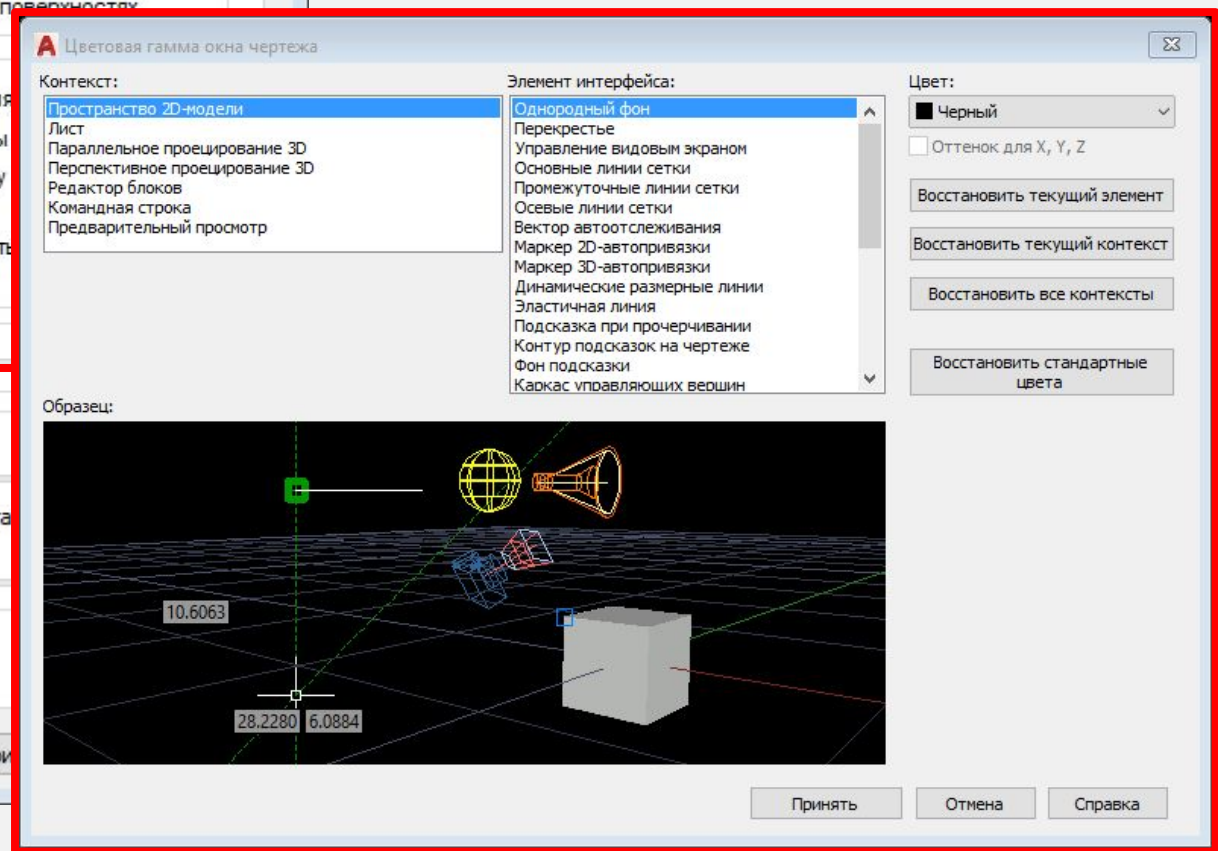 поверхностях
Цветовая гамма окна чертежа
Контекст:
Пространство 2D-модели
Лист
Параллельное проецирование 3D
Перспективное проецирование 3D
Редактор блоков
Командная строка
Предварительный просмотр
Элемент интерфейса:
Однородный фон
Перекрестье
Управление видовым экраном
Основные линии сетки
Промежуточные линии сетки
Осевые линии сетки
Вектор автоотслеживания
Маркер 2D-автопривязки
Маркер 3D-автопривязки
Динамические размерные линии
Эластичная линия
Подсказка при прочерчивании
Контур подсказок на чертеже
Фон подсказки
Каркас управляющих вершин
Цвет:
Черный
Оттенок для X, Y, Z
Восстановить текущий элемент
Восстановить текущий контекст
Восстановить все контексты
Восстановить стандартные
цвета
Образец:
10.6063
28.2280 6.0884
Принять Отмена Справка